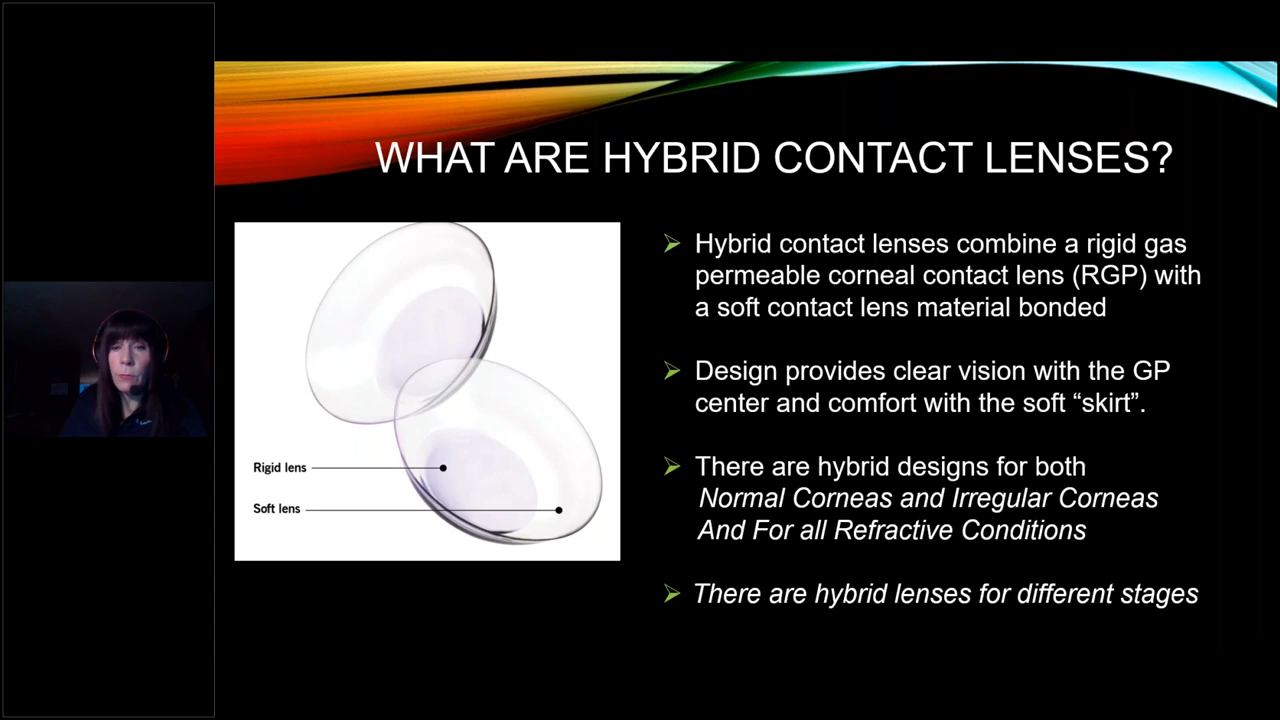 WHAT ARE HYBRID CONTACT LENSES?
Rigid lens
Soft lens
Hybrid contact lenses combine a rigid gas
permeable corneal contact lens (RGP) with
a soft contact lens material bonded
Design provides clear vision with the GP
center and comfort with the soft “skirt”.
There are hybrid designs for both
Normal Corneas and Irregular Corneas
And For all Refractive Conditions
There are hybrid lenses for different stages